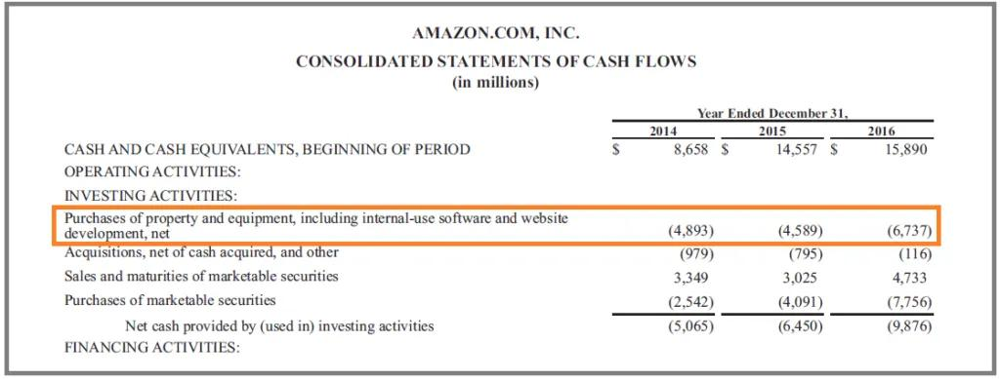 AMAZON.COM, INC.
CONSOLIDATED STATEMENTS OF CASH FLOWS
(in millions)
Year Ended December 31,
2014 2015 2016
CASH AND CASH EQUIVALENTS, BEGINNING OF PERIOD $ 8,658 $ 14,557 $ 15,890
OPERATING ACTIVITIES:
INVESTING ACTIVITIES:
Purchases of property and equipment, including internal-use software and website
development, net (4,893) (4,589) (6,737)
Acquisitions, net of cash acquired, and other (979) (795) (116)
Sales and maturities of marketable securities 3,349 3,025 4,733
Purchases of marketable securities (2,542) (4,091) (7,756)
Net cash provided by (used in) investing activities (5,065) (6,450) (9,876)
FINANCING ACTIVITIES: